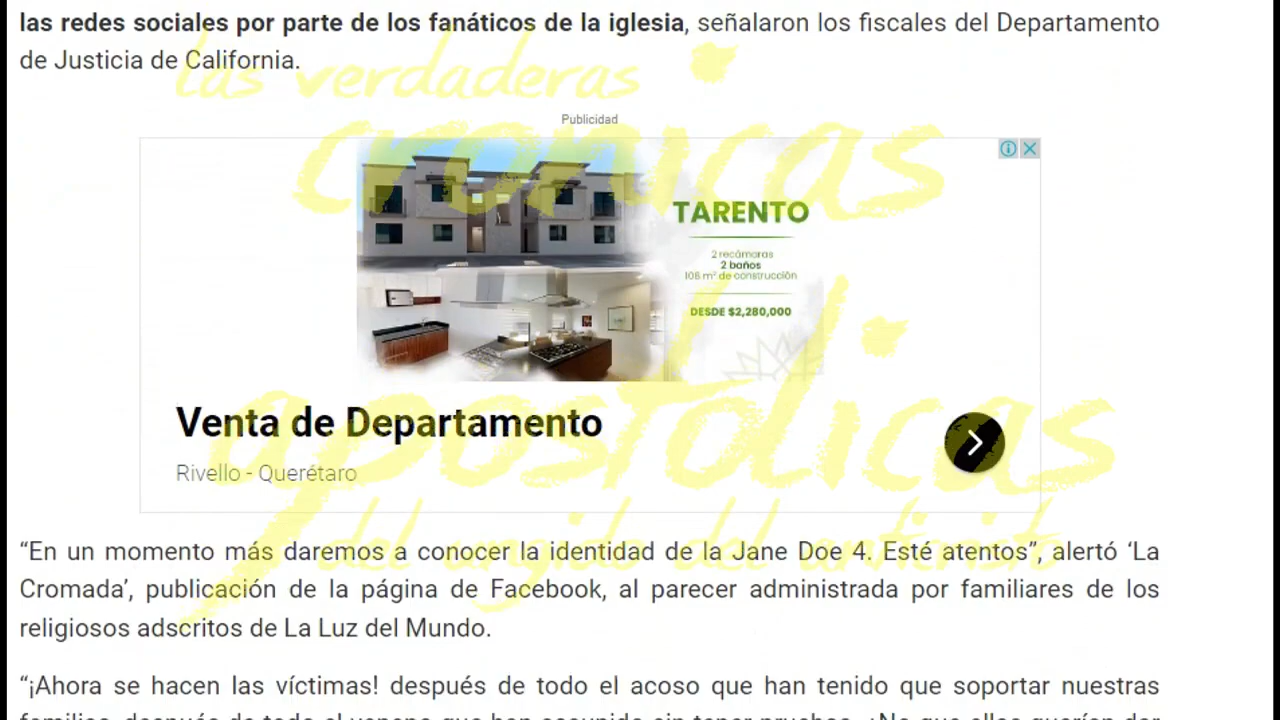 las redes sociales por parte de los fanáticos de la iglesia, señalaron los fiscales del Departamento
de Justicia de California.
las verdaderas
crónicas
Publicidad
TARENTO
2 recámaras
2 baños
108 m² de construcción
DESDE $2,280,000
apostólicas
Venta de Departamento
Rivello - Querétaro
del ungido del anticristo
“En un momento más daremos a conocer la identidad de la Jane Doe 4. Esté atentos”, alertó ‘La
Cromada’, publicación de la página de Facebook, al parecer administrada por familiares de los
religiosos adscritos de La Luz del Mundo.
“¡Ahora se hacen las víctimas! después de todo el acoso que han tenido que soportar nuestras